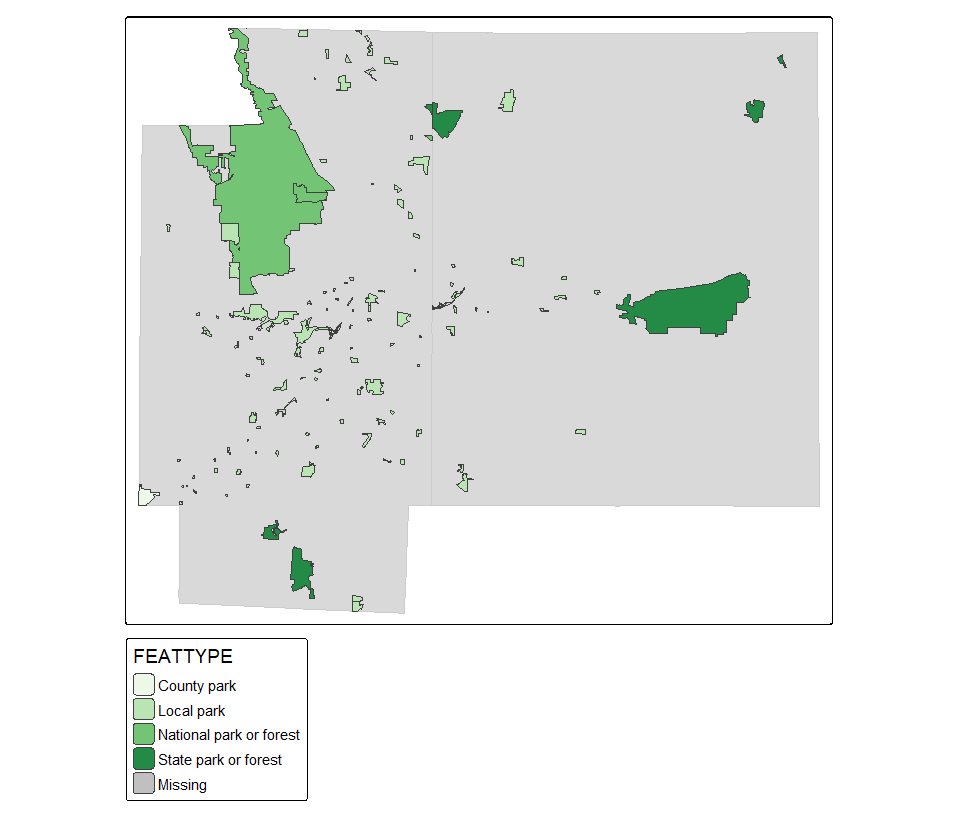 FEATTYPE
County park
Local park
National park or forest
State park or forest
Missing